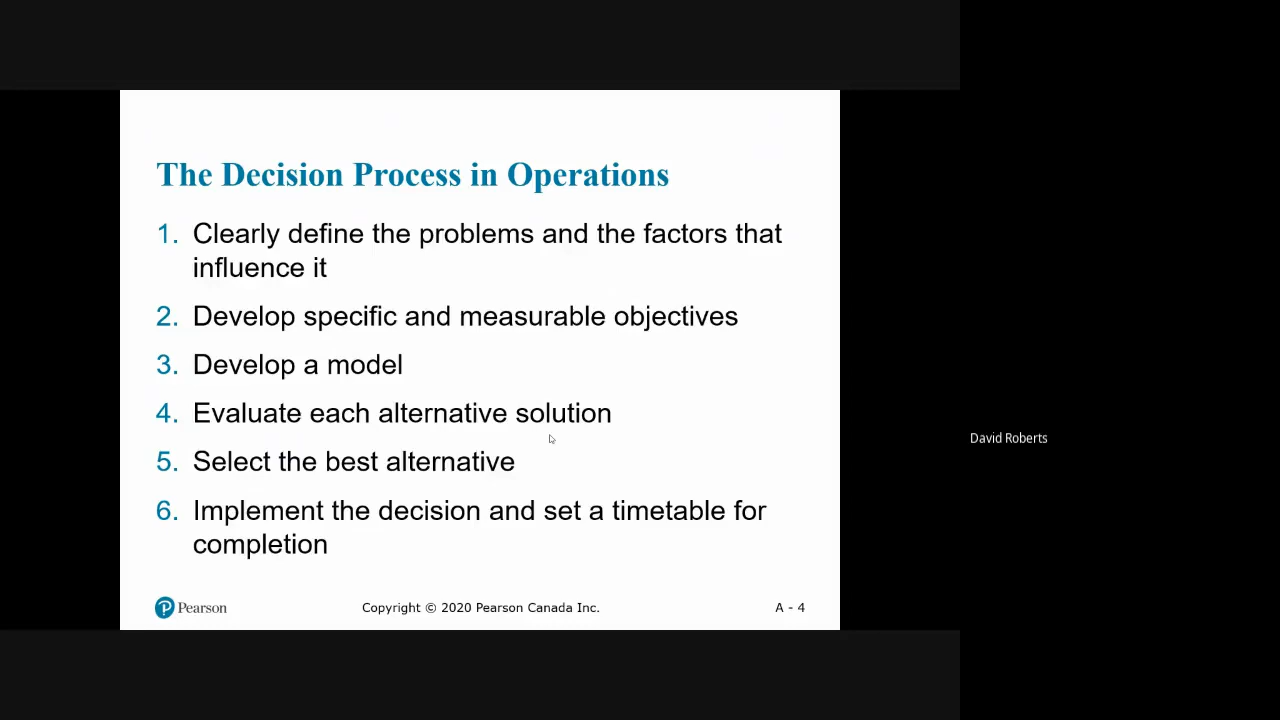 The Decision Process in Operations
1. Clearly define the problems and the factors that
influence it
2. Develop specific and measurable objectives
3. Develop a model
4. Evaluate each alternative solution
5. Select the best alternative
6. Implement the decision and set a timetable for
completion
Pearson
Copyright © 2020 Pearson Canada Inc.
A - 4
David Roberts